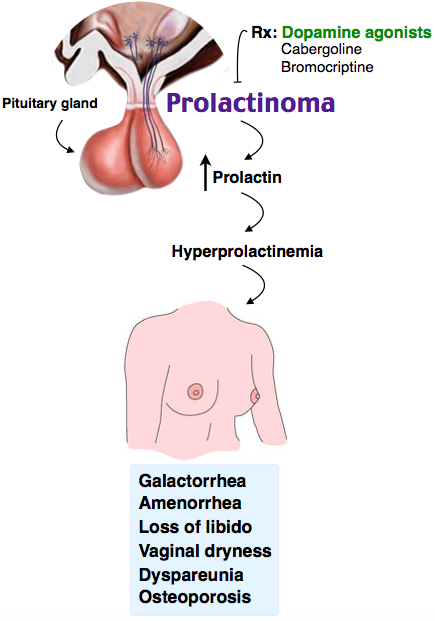 Rx: Dopamine agonists
Cabergoline
Bromocriptine
Pituitary gland
Prolactinoma
Prolactin
Hyperprolactinemia
Galactorrhea
Amenorrhea
Loss of libido
Vaginal dryness
Dyspareunia
Osteoporosis